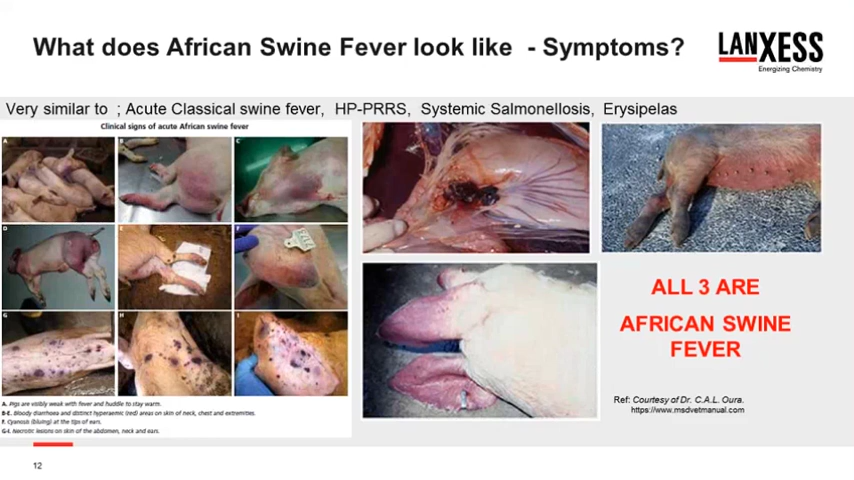 What does African Swine Fever look like - Symptoms?
LANXESS
Energizing Chemistry
Very similar to ; Acute Classical swine fever, HP-PRRS, Systemic Salmonellosis, Erysipelas
Clinical signs of acute African swine fever
A
B
C
D
E
F
G
H
I
A. Pigs are visibly weak with fever and huddle to stay warm.
B-E. Bloody diarrhoea and distinct hyperaemic (red) areas on skin of neck, chest and extremities.
F. Cyanosis (bluing) at the tips of ears.
G-I. Necrotic lesions on skin of the abdomen, neck and ears.
ALL 3 ARE
AFRICAN SWINE
FEVER
Ref: Courtesy of Dr. C.A.L. Oura.
https://www.msdvetmanual.com
12